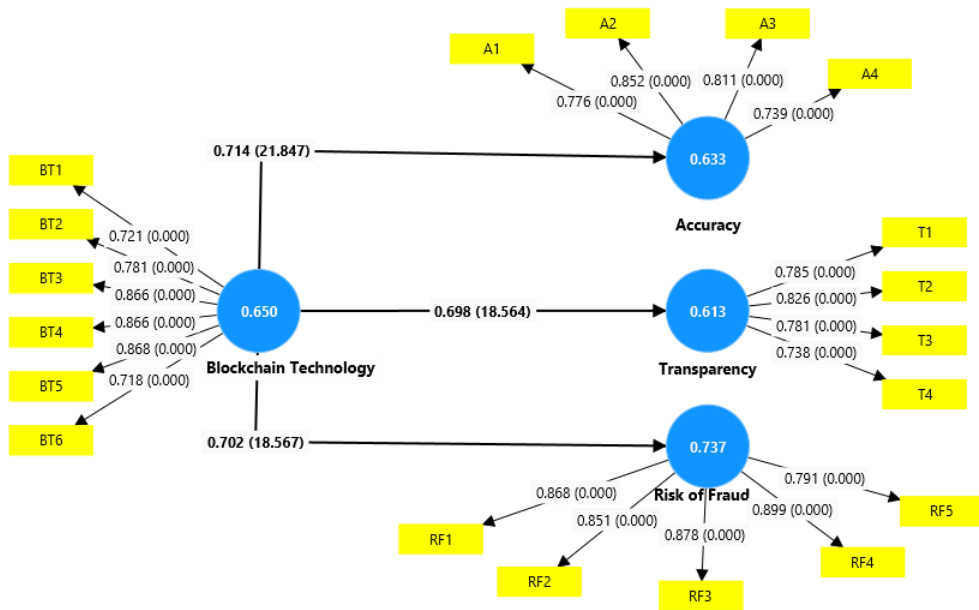 A1
A2
A3
A4
0.776 (0.000)
0.852 (0.000)
0.811 (0.000)
0.739 (0.000)
0.714 (21.847)
0.633
Accuracy
BT1
BT2
BT3
BT4
BT5
BT6
0.721 (0.000)
0.781 (0.000)
0.866 (0.000)
0.866 (0.000)
0.868 (0.000)
0.718 (0.000)
0.650
Blockchain Technology
0.698 (18.564)
0.613
Transparency
0.785 (0.000)
0.826 (0.000)
0.781 (0.000)
0.738 (0.000)
T1
T2
T3
T4
0.702 (18.567)
0.737
Risk of Fraud
0.868 (0.000)
0.851 (0.000)
0.878 (0.000)
0.899 (0.000)
0.791 (0.000)
RF1
RF2
RF3
RF4
RF5